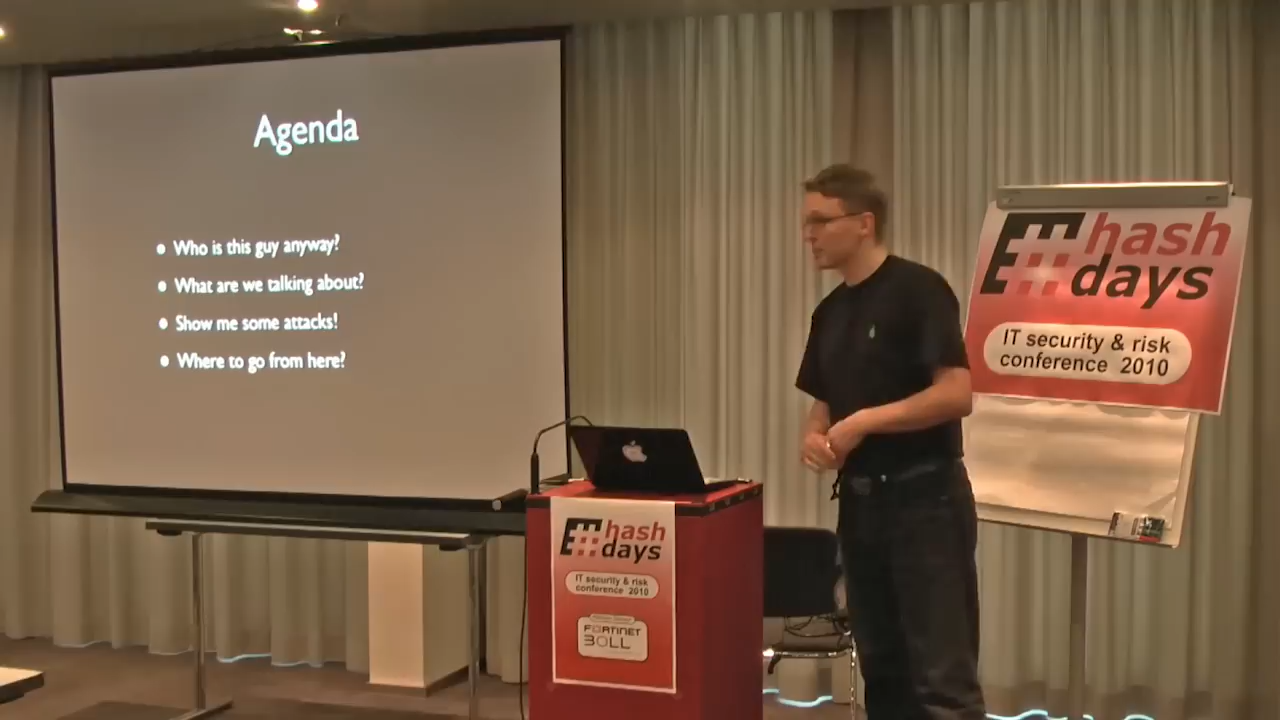 Agenda
Who is this guy anyway?
What are we talking about?
Show me some attacks!
Where to go from here?
hash
days
IT security & risk
conference 2010
hash
days
IT security & risk
conference 2010
FORTINET
BOLL